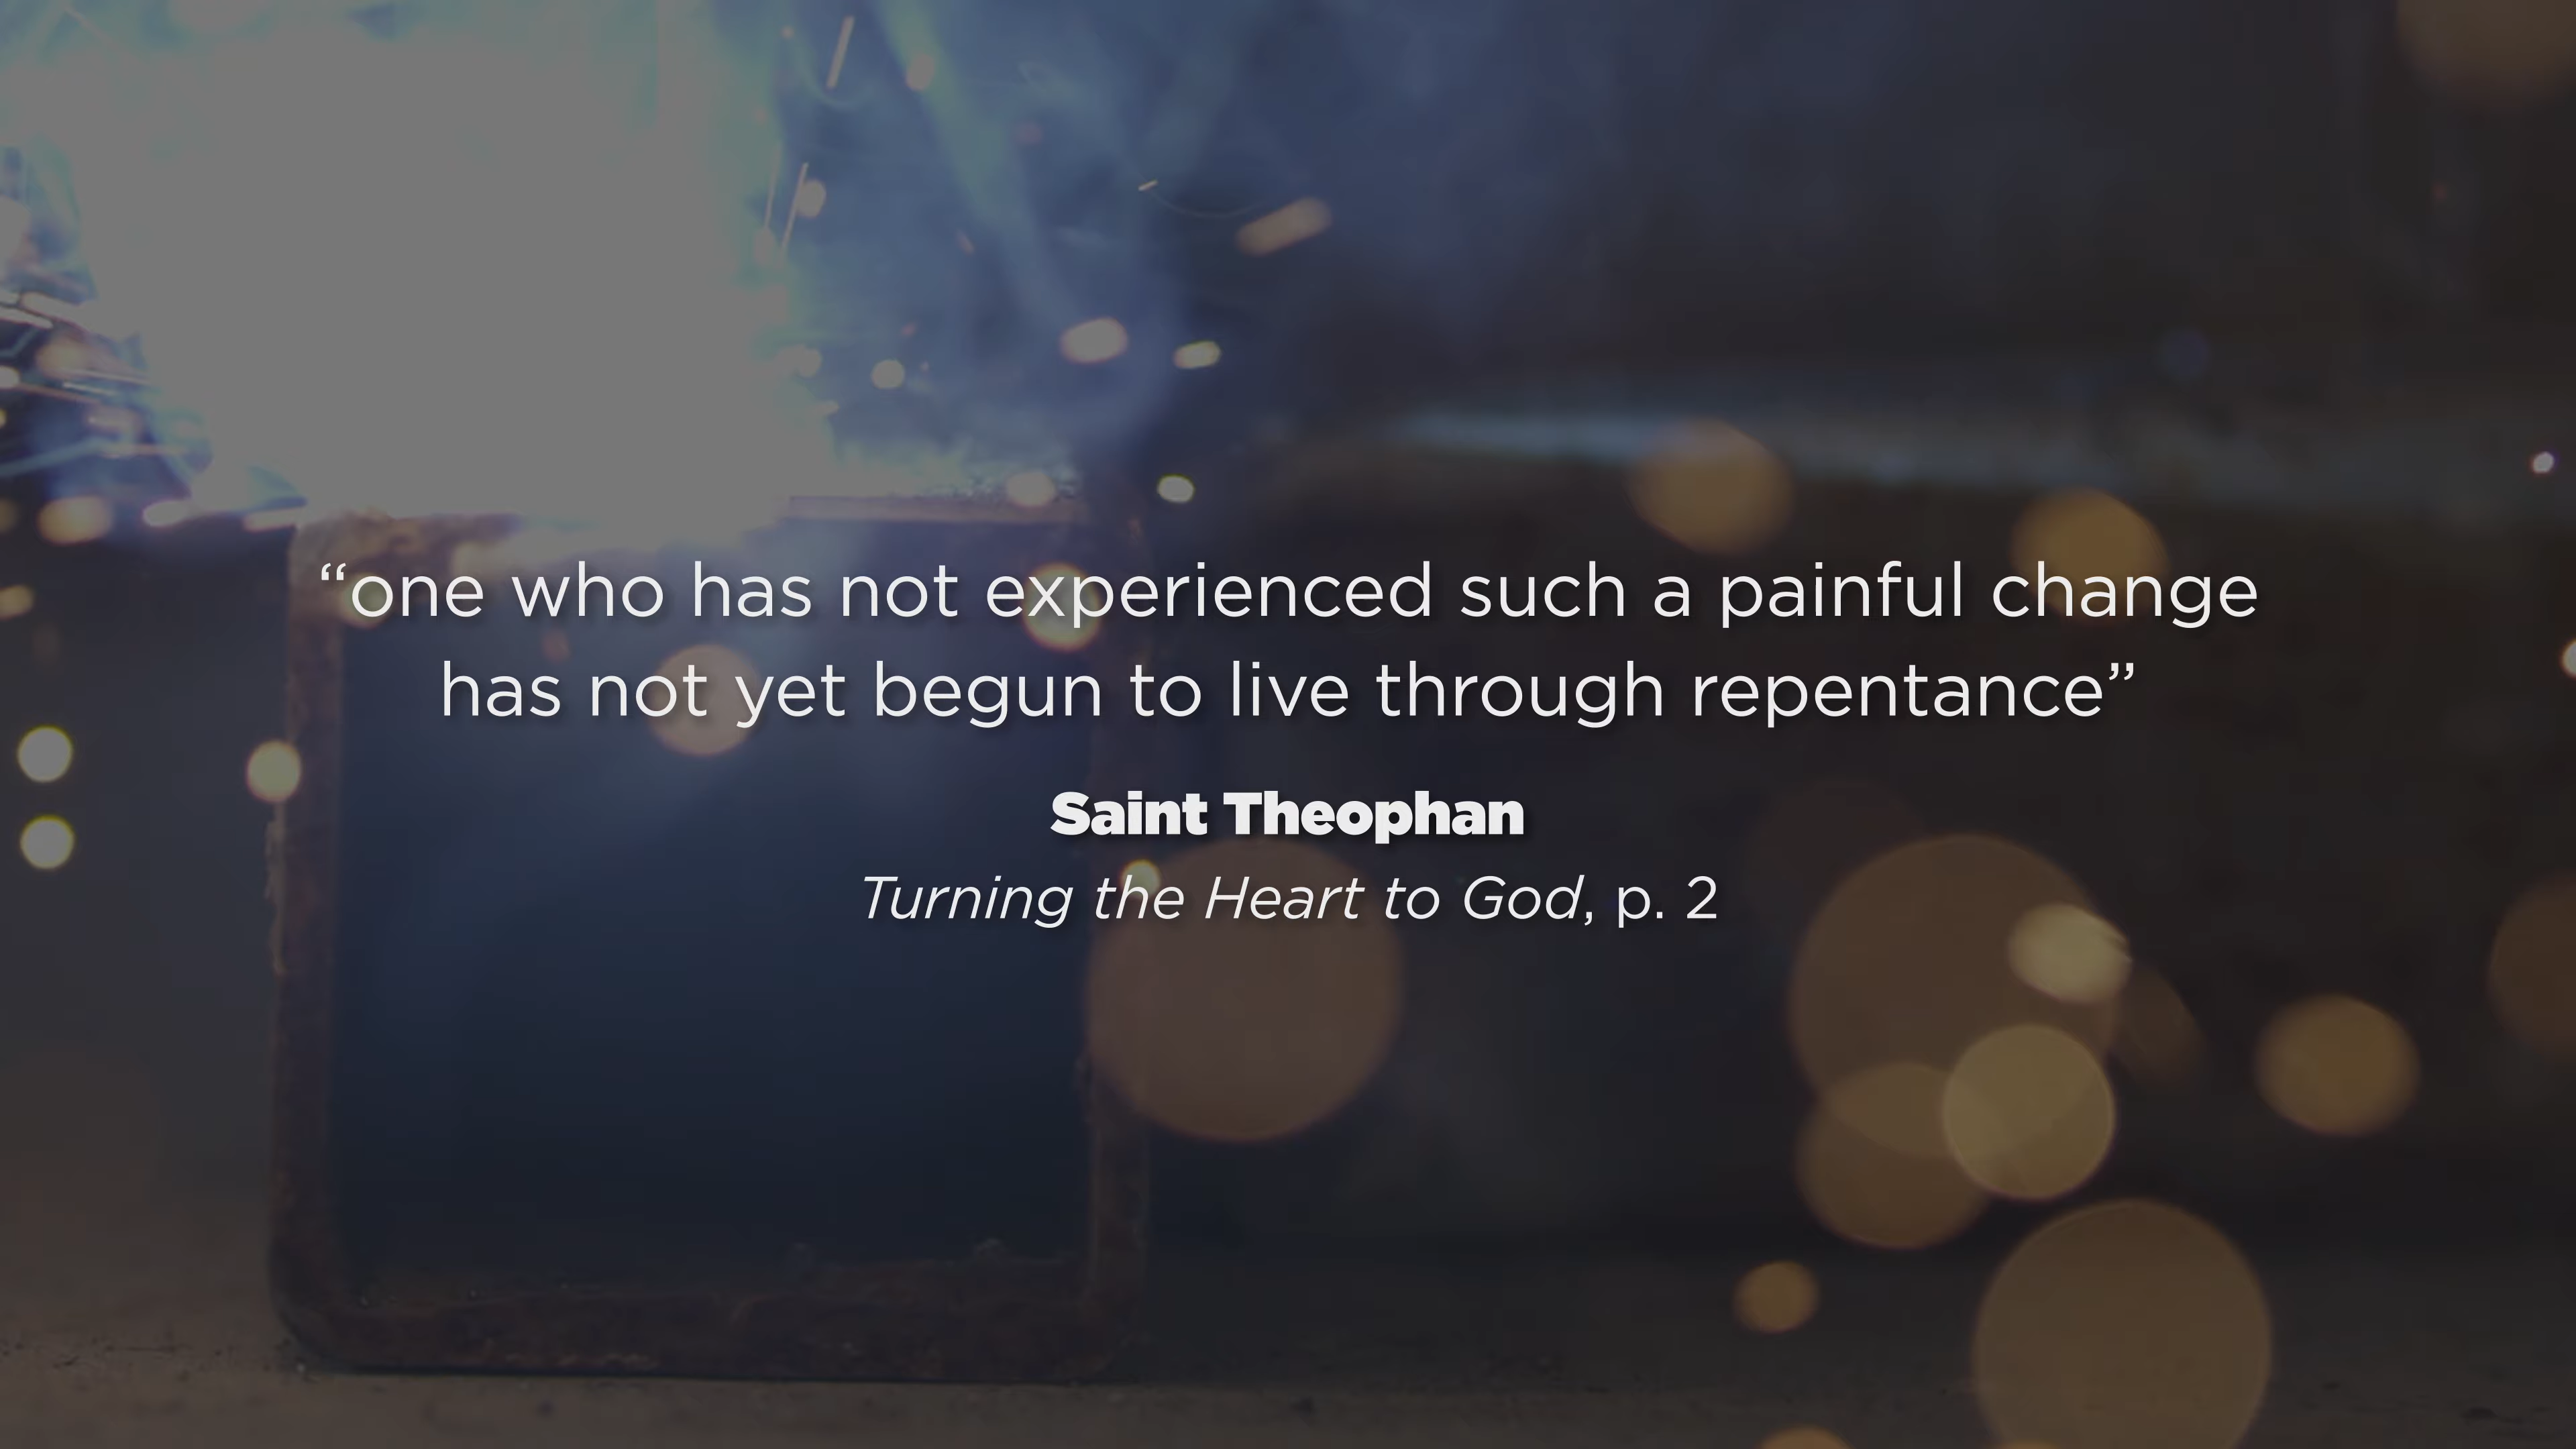 “one who has not experienced such a painful change
has not yet begun to live through repentance”
Saint Theophan
Turning the Heart to God, p. 2